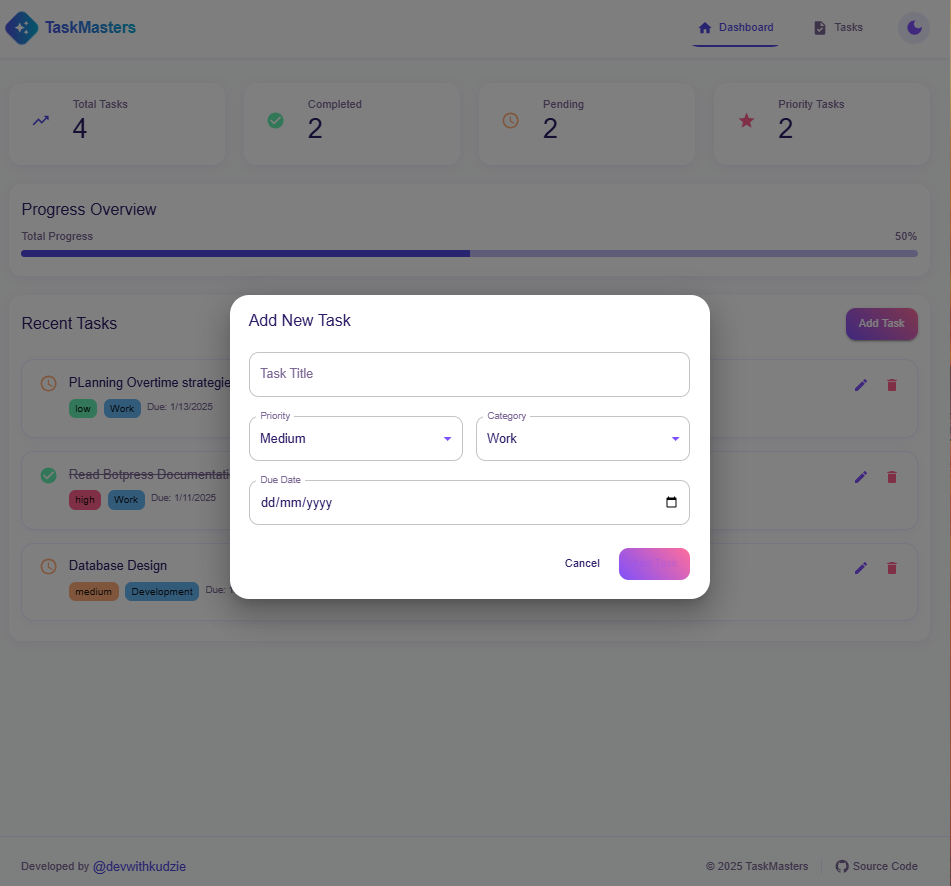 TaskMasters
Dashboard
Tasks
Total Tasks
4
Completed
2
Pending
2
Priority Tasks
2
Progress Overview
Total Progress
50%
Recent Tasks
Add Task
PLanning Overtime strategie
low
Work
Due: 1/13/2025
Read Botpress Documentati
high
Work
Due: 1/11/2025
Database Design
medium
Development
Due:
Add New Task
Task Title
Priority
Medium
Category
Work
Due Date
dd/mm/yyyy
Cancel
Developed by @devwithkudzie
© 2025 TaskMasters
Source Code